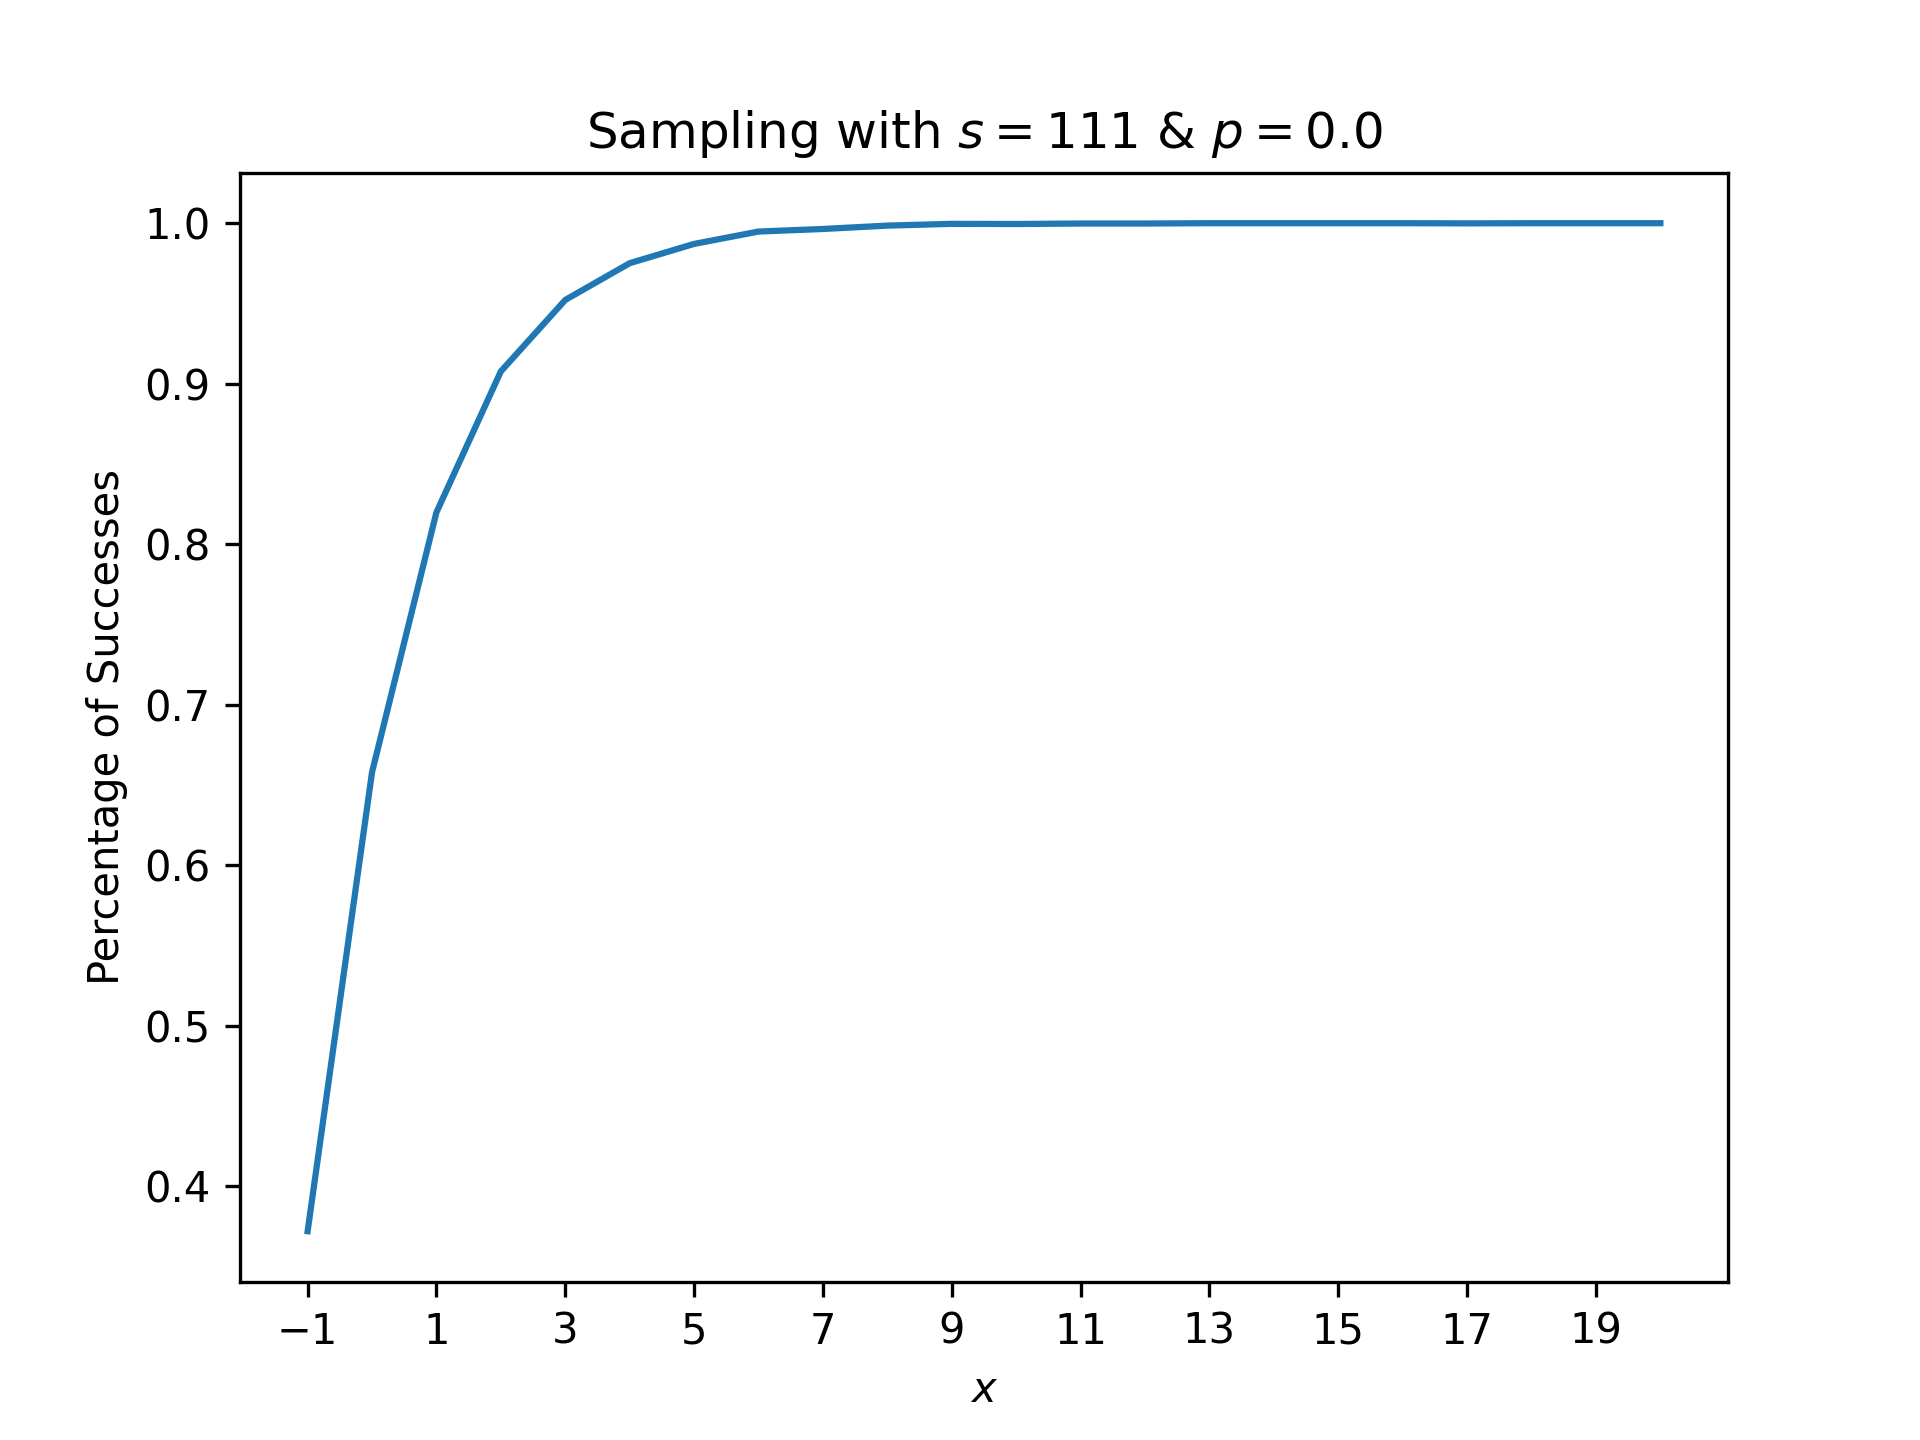 Sampling with s = 111 & p = 0.0
1.0
0.9
0.8
0.7
0.6
0.5
0.4
Percentage of Successes
−1 1 3 5 7 9 11 13 15 17 19
x